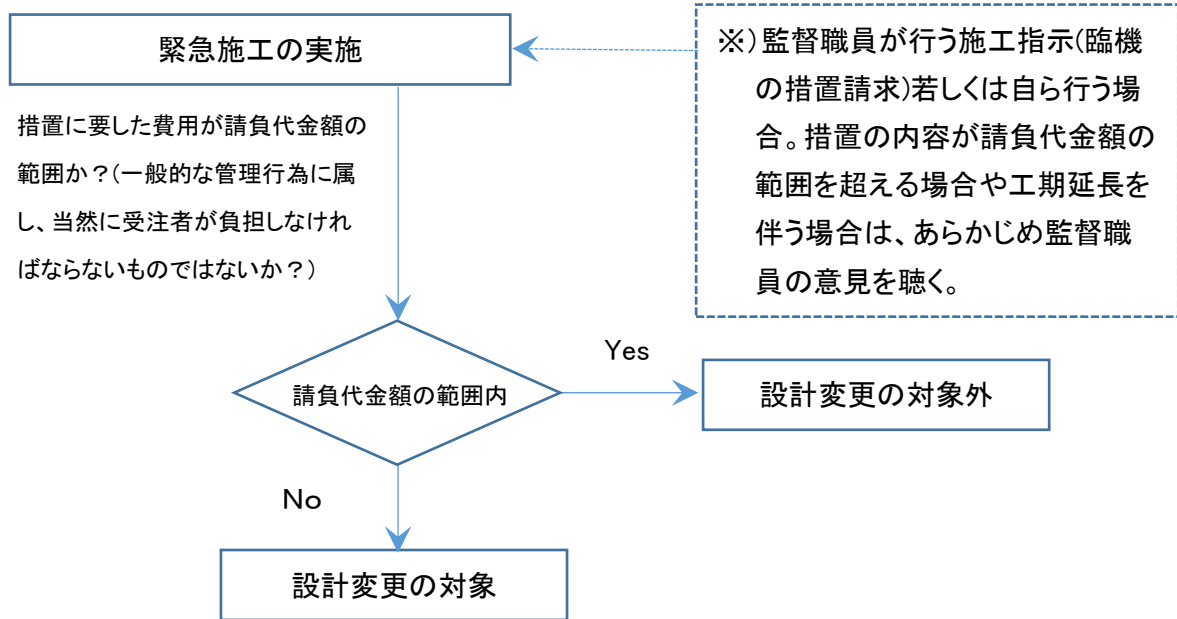 緊急施工の実施
※)監督職員が行う施工指示(臨機
の措置請求)若しくは自ら行う場
合。措置の内容が請負代金額の
範囲を超える場合や工期延長を
伴う場合は、あらかじめ監督職
員の意見を聴く。
措置に要した費用が請負代金額の
範囲か？(一般的な管理行為に属
し、当然に受注者が負担しなけれ
ばならないものではないか？)
請負代金額の範囲内
Yes
設計変更の対象外
No
設計変更の対象